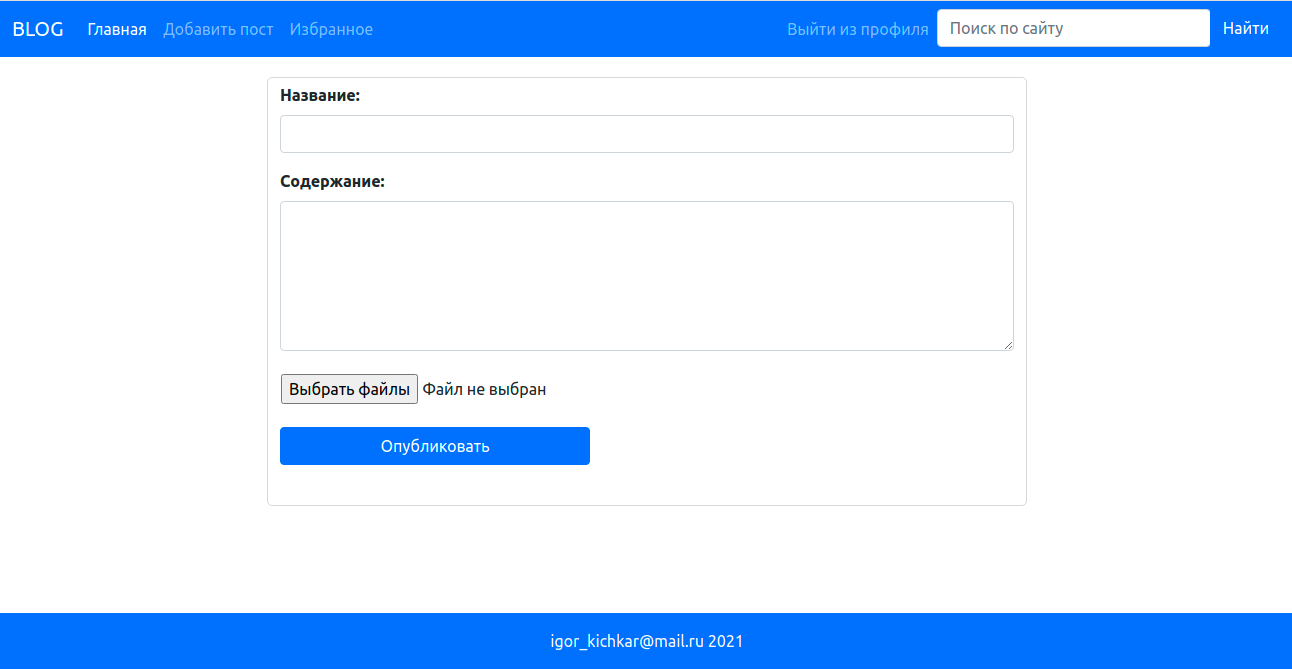 BLOG Главная Добавить пост Избранное Выйти из профиля Поиск по сайту Найти
Название:
Содержание:
Выбрать файлы Файл не выбран
Опубликовать
igor_kichkar@mail.ru 2021